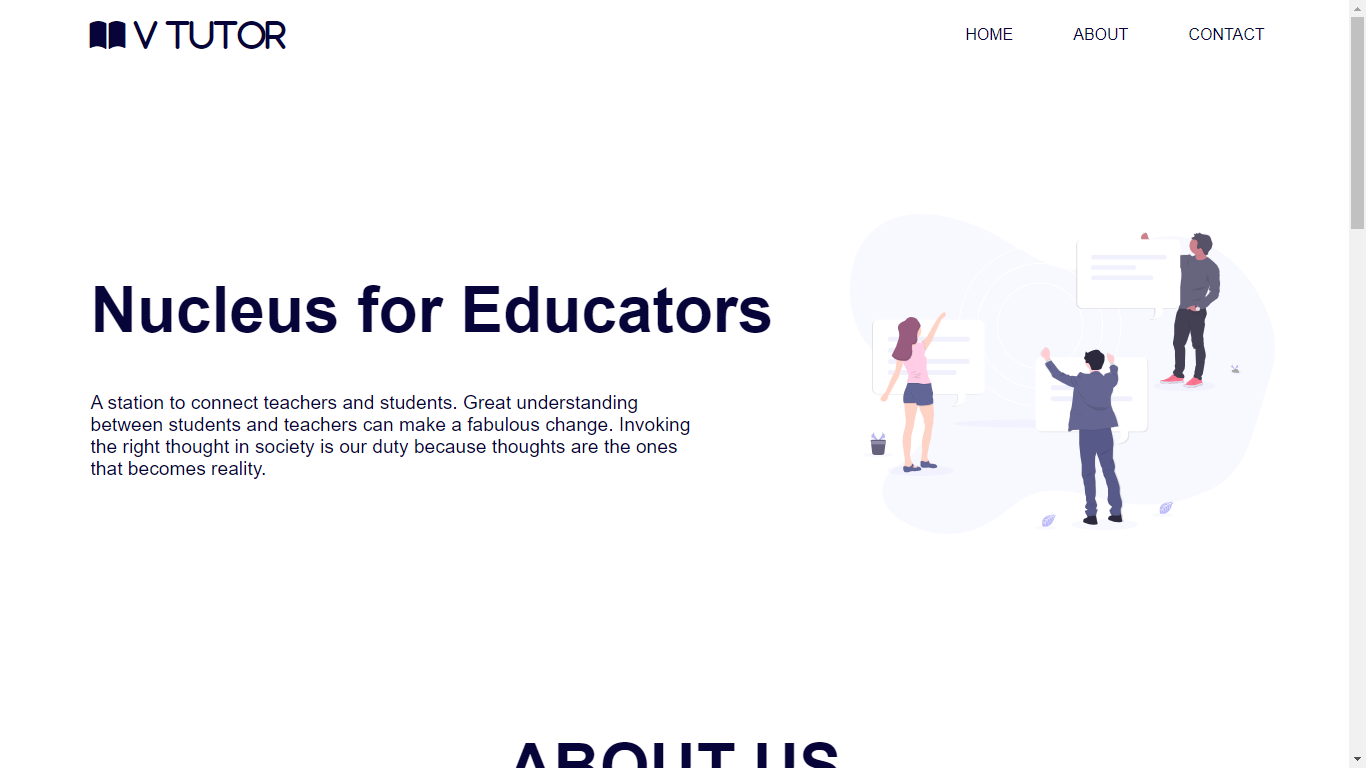 V TUTOR
HOME
ABOUT
CONTACT
Nucleus for Educators
A station to connect teachers and students. Great understanding
between students and teachers can make a fabulous change. Invoking
the right thought in society is our duty because thoughts are the ones
that becomes reality.
ABOUT US